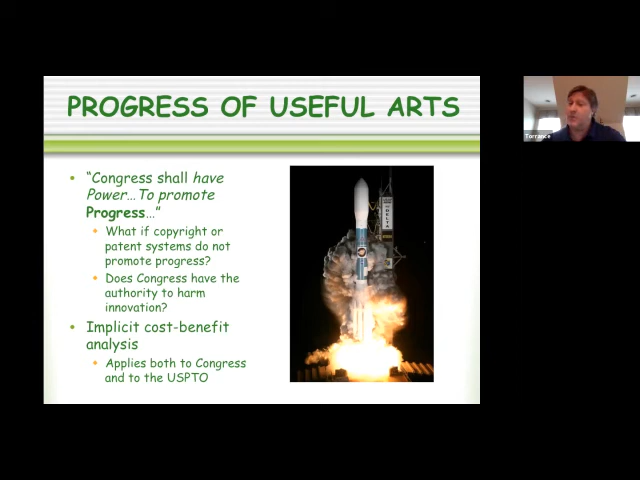 PROGRESS OF USEFUL ARTS
• “Congress shall have
Power…To promote
Progress…”
What if copyright or
patent systems do not
promote progress?
Does Congress have the
authority to harm
innovation?
• Implicit cost-benefit
analysis
Applies both to Congress
and to the USPTO
DELTA
Torrance